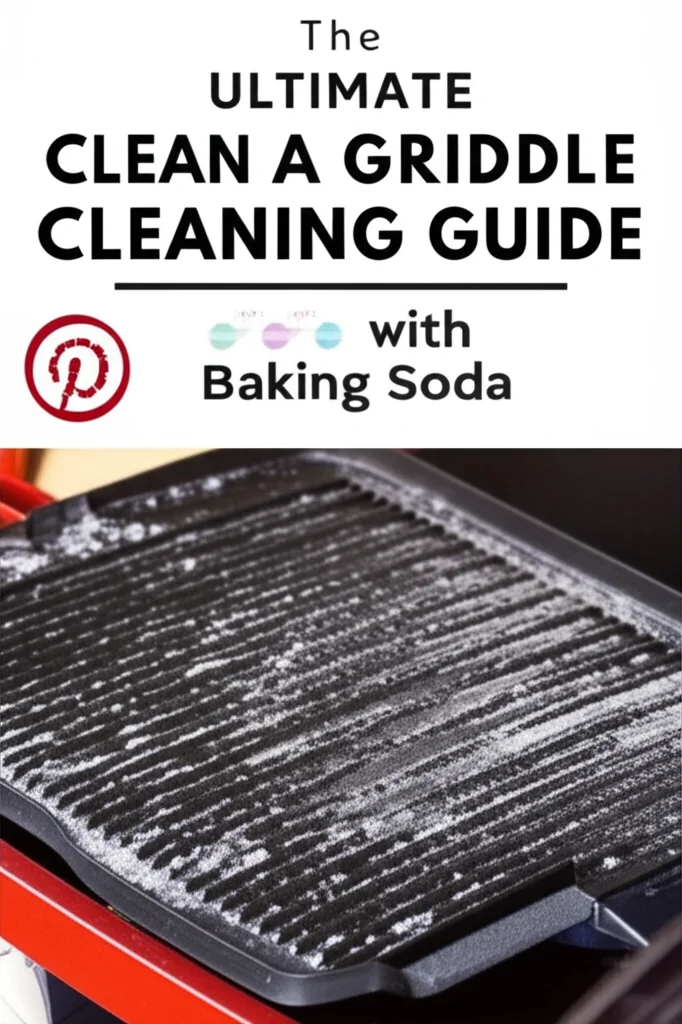 The
ULTIMATE
CLEAN A GRIDDLE
CLEANING GUIDE
with
Baking Soda